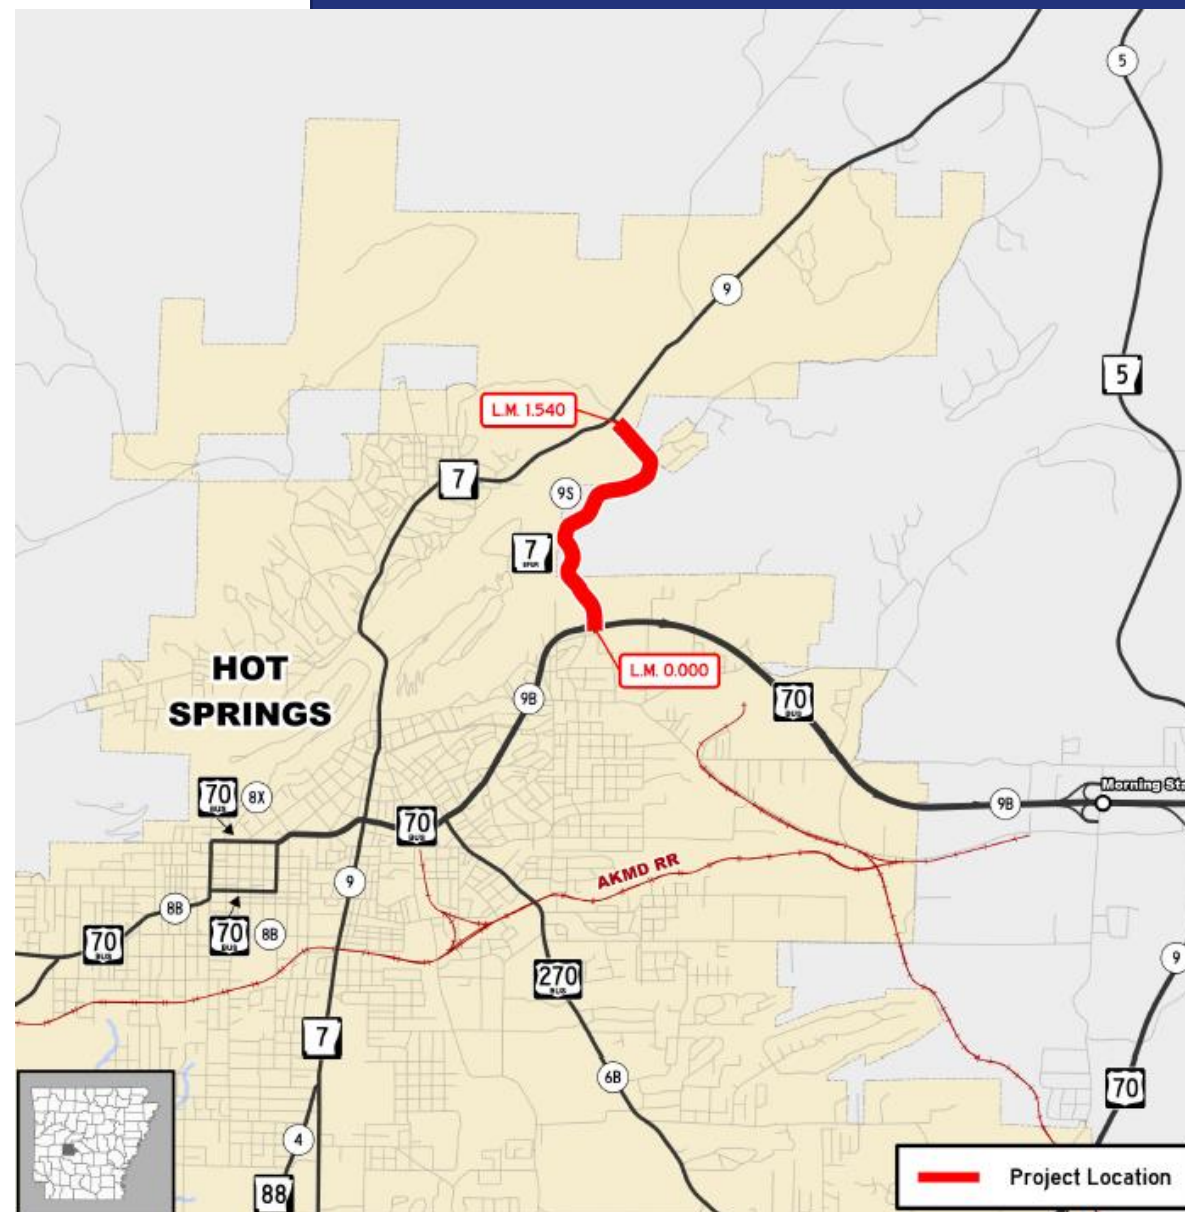 5
9
5
L.M. 1.540
7
9S
7
SPUR
L.M. 0.000
HOT
SPRINGS
9B
70
BUS
70
BUS
8X
9B
Morning Sta
70
BUS
AKMD RR
9
8B
70
BUS
8B
70
BUS
270
BUS
9
7
6B
70
4
88
Project Location